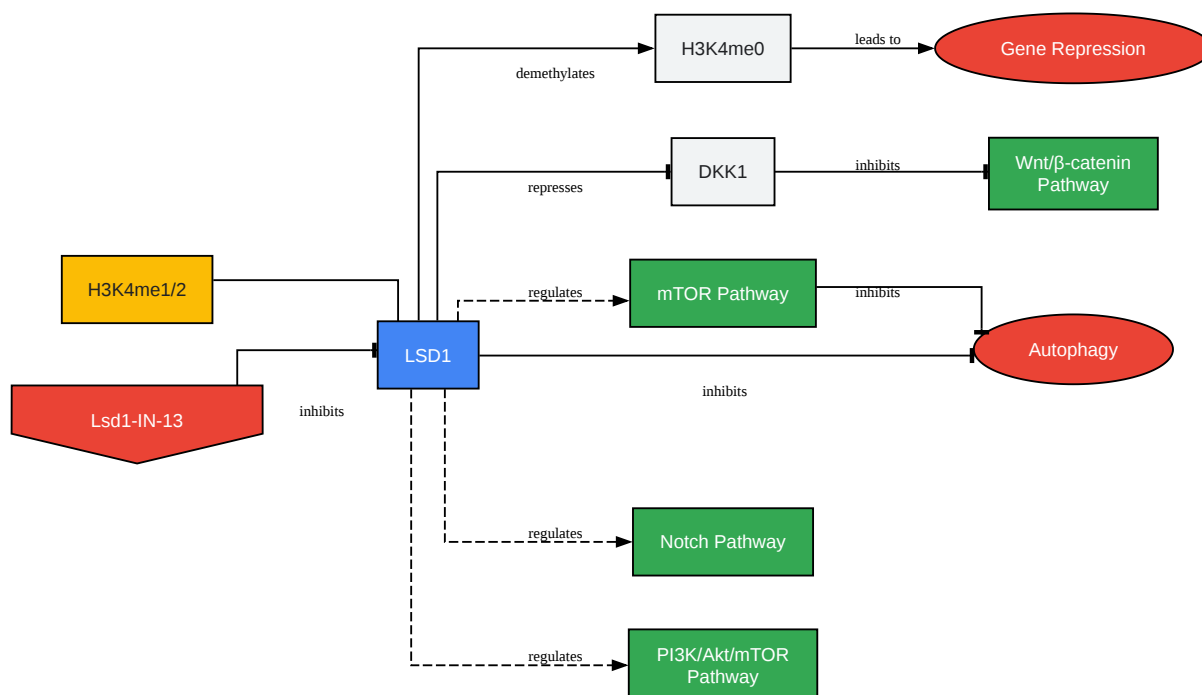 H3K4me0
leads to
Gene Repression
demethylates
DKK1
inhibits
Wnt/β-catenin
Pathway
represses
H3K4me1/2
regulates
mTOR Pathway
inhibits
LSD1
Autophagy
inhibits
inhibits
Lsd1-IN-13
regulates
Notch Pathway
regulates
PI3K/Akt/mTOR
Pathway